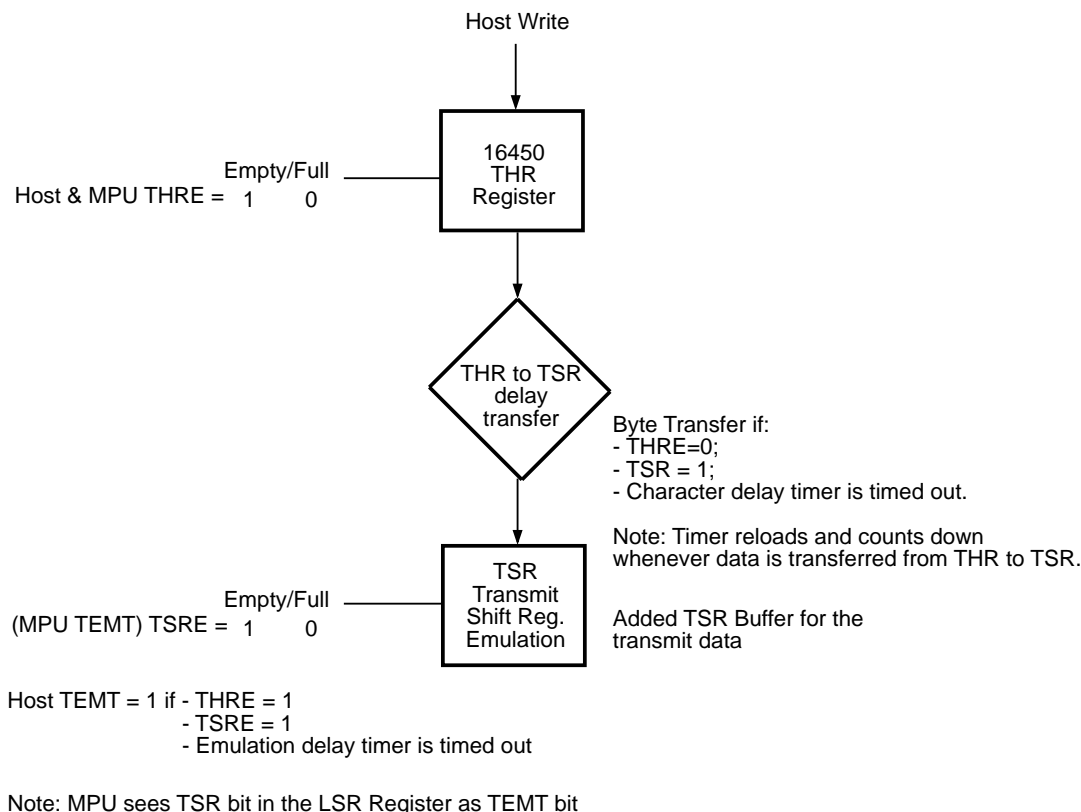 Host Write
16450
THR
Register
Empty/Full
Host & MPU THRE = 1 0
THR to TSR
delay
transfer
Byte Transfer if:
- THRE=0;
- TSR = 1;
- Character delay timer is timed out.
Note: Timer reloads and counts down
whenever data is transferred from THR to TSR.
TSR
Transmit
Shift Reg.
Emulation
Empty/Full
(MPU TEMT) TSRE = 1 0
Added TSR Buffer for the
transmit data
Host TEMT = 1 if - THRE = 1
- TSRE = 1
- Emulation delay timer is timed out
Note: MPU sees TSR bit in the LSR Register as TEMT bit